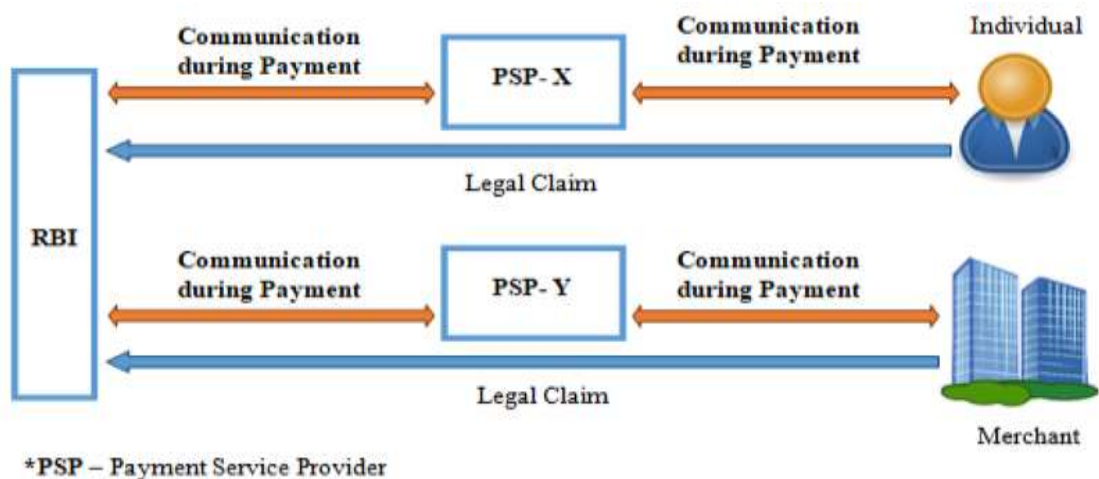 Individual
Communication
during Payment
PSP- X
Communication
during Payment
Legal Claim
RBI
Communication
during Payment
PSP- Y
Communication
during Payment
Legal Claim
Merchant
*PSP – Payment Service Provider